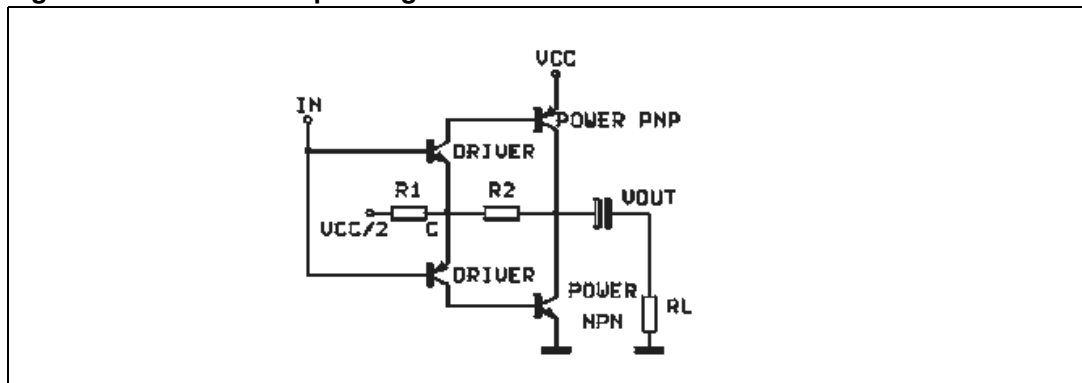 VCC
IN
POWER PNP
DRIVER
R1
R2
VOUT
VCC/2
C
DRIVER
POWER
NPN
RL